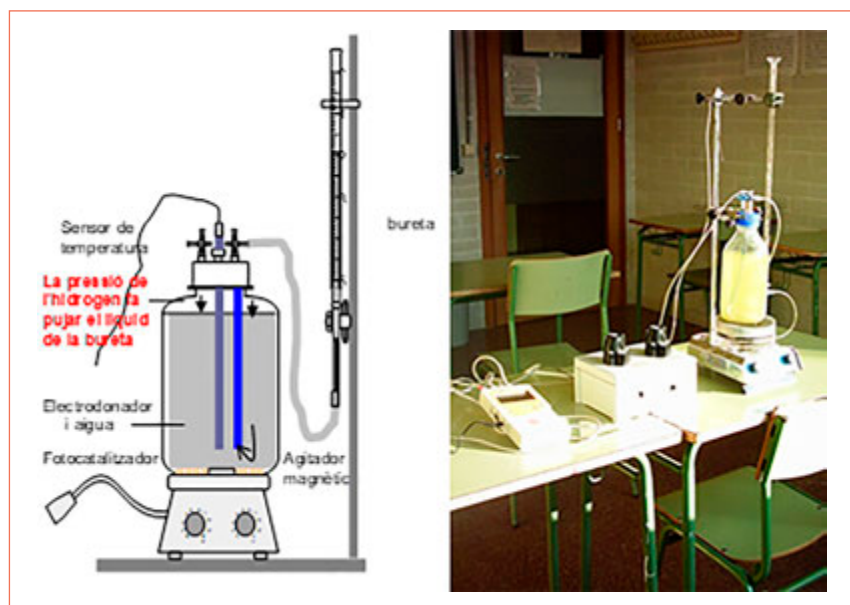 Sensor de
temperatura
bureta
La pressió de
l'hidrogen fa
pujar el líquid
de la bureta
Electrodonador
i aigua
Fotocatalitzador
Agitador
magnètic